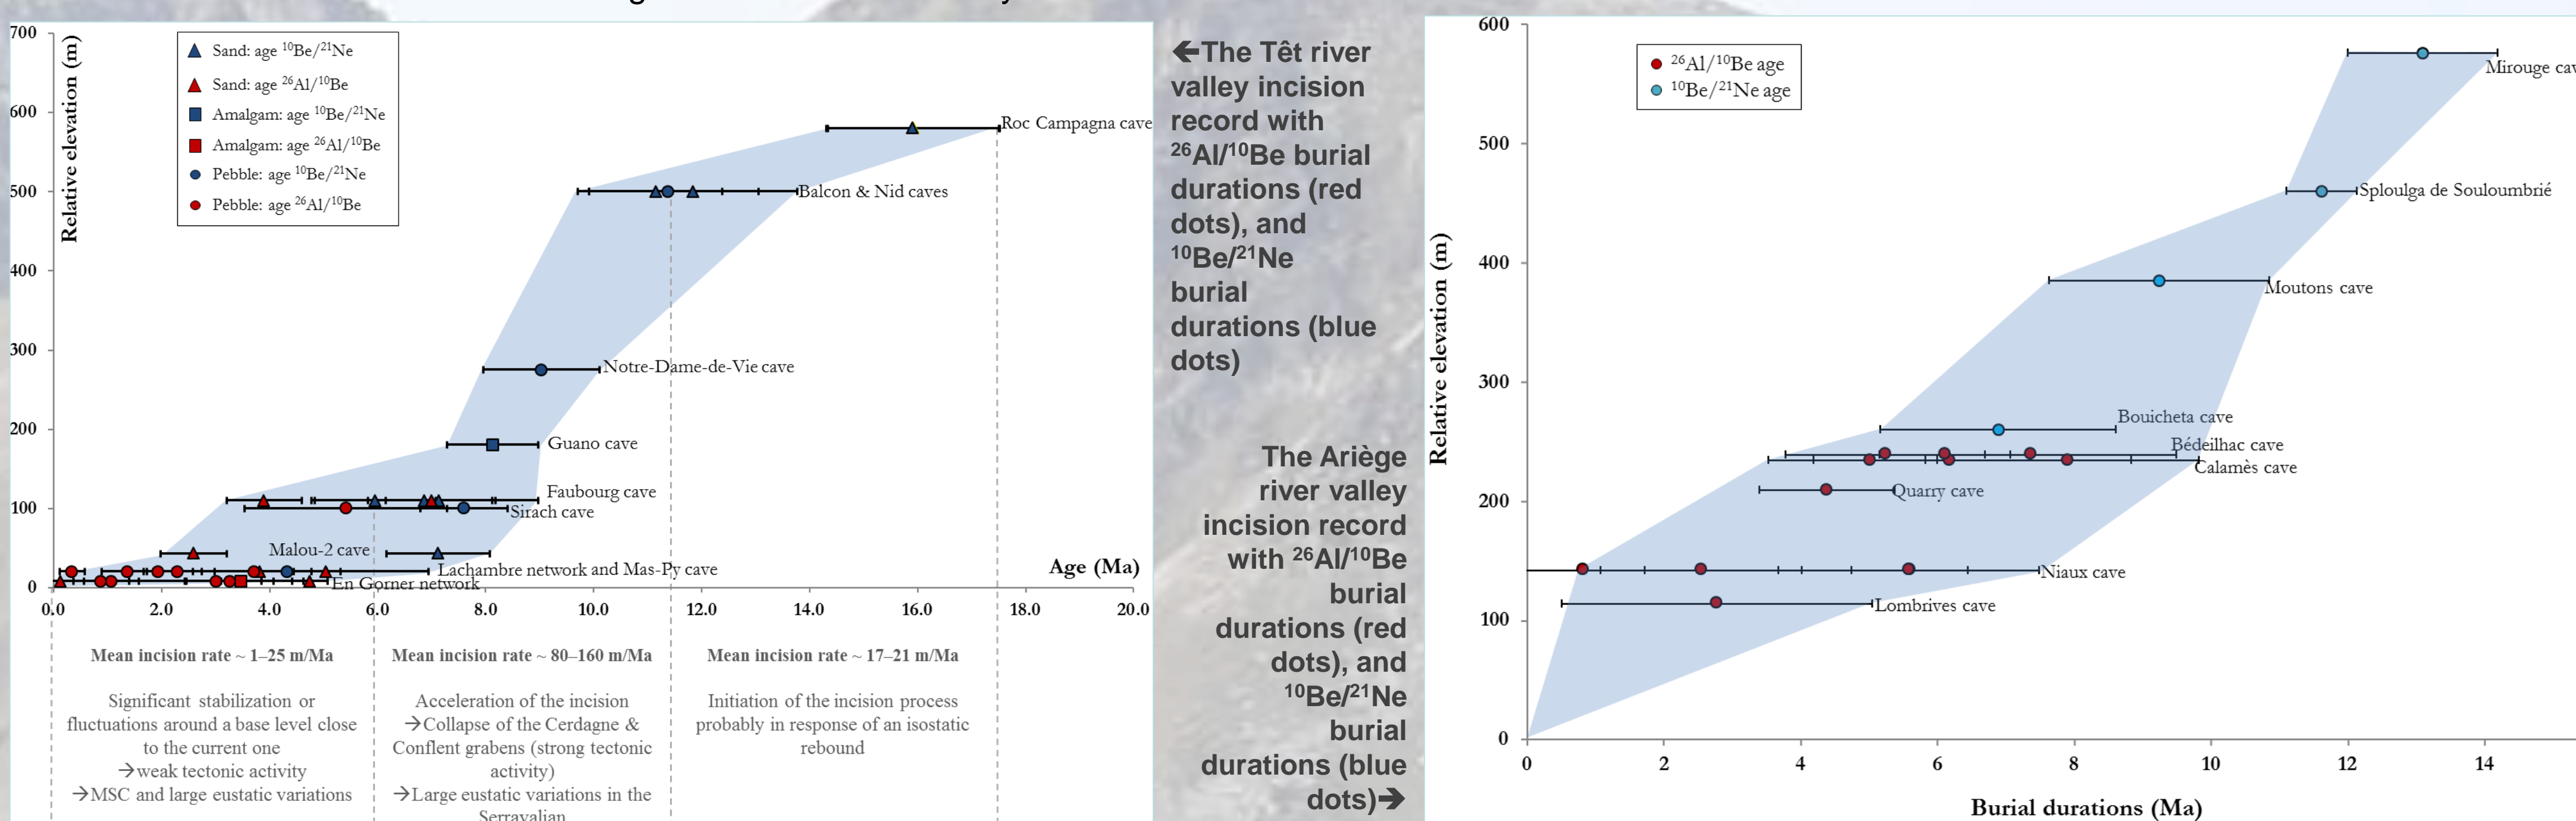 700
600
500
400
300
200
100
0
Relative elevation (m)
Sand: age ¹⁰Be/²¹Ne
Sand: age ²⁶Al/¹⁰Be
Amalgam: age ¹⁰Be/²¹Ne
Amalgam: age ²⁶Al/¹⁰Be
Pebble: age ¹⁰Be/²¹Ne
Pebble: age ²⁶Al/¹⁰Be
Roc Campagna cave
Balcon & Nid caves
Notre-Dame-de-Vie cave
Guano cave
Faubourg cave
Sirach cave
Malou-2 cave
Lachambre network and Mas-Py cave
En Gorner network
Age (Ma)
0.0 2.0 4.0 6.0 8.0 10.0 12.0 14.0 16.0 18.0 20.0
Mean incision rate ~ 1–25 m/Ma
Significant stabilization or
fluctuations around a base level close
to the current one
→weak tectonic activity
→MSC and large eustatic variations
Mean incision rate ~ 80–160 m/Ma
Acceleration of the incision
→Collapse of the Cerdagne &
Conflent grabens (strong tectonic
activity)
→Large eustatic variations in the
Serravalian
Mean incision rate ~ 17–21 m/Ma
Initiation of the incision process
probably in response of an isostatic
rebound
←The Têt river
valley incision
record with
²⁶Al/¹⁰Be burial
durations (red
dots), and
¹⁰Be/²¹Ne
burial
durations (blue
dots)
The Ariège
river valley
incision record
with ²⁶Al/¹⁰Be
burial
durations (red
dots), and
¹⁰Be/²¹Ne
burial
durations (blue
dots)→
600
500
400
300
200
100
0
Relative elevation (m)
²⁶Al/¹⁰Be age
¹⁰Be/²¹Ne age
Mirouge cav
Sploulga de Souloumbrié
Moutons cave
Bouicheta cave
Bédeilhac cave
Calamès cave
Quarry cave
Niaux cave
Lombrives cave
0 2 4 6 8 10 12 14
Burial durations (Ma)